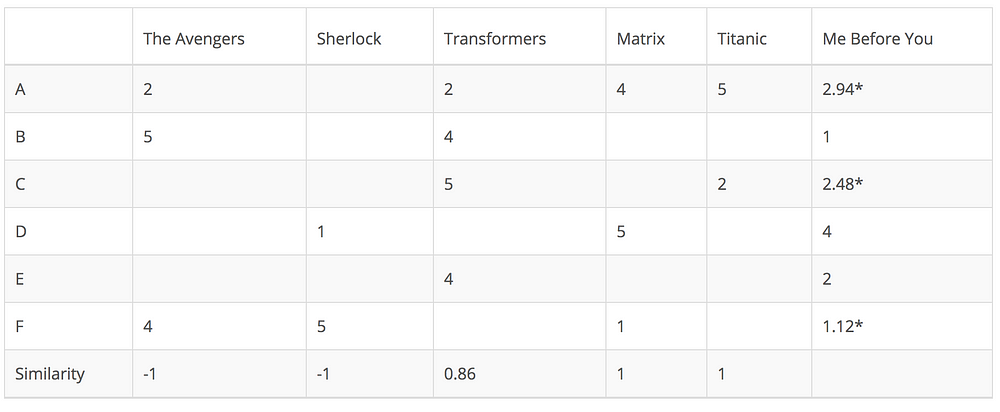 The Avengers Sherlock Transformers Matrix Titanic Me Before You
A 2 2 4 5 2.94*
B 5 4 1
C 5 2 2.48*
D 1 5 4
E 4 2
F 4 5 1 1.12*
Similarity -1 -1 0.86 1 1